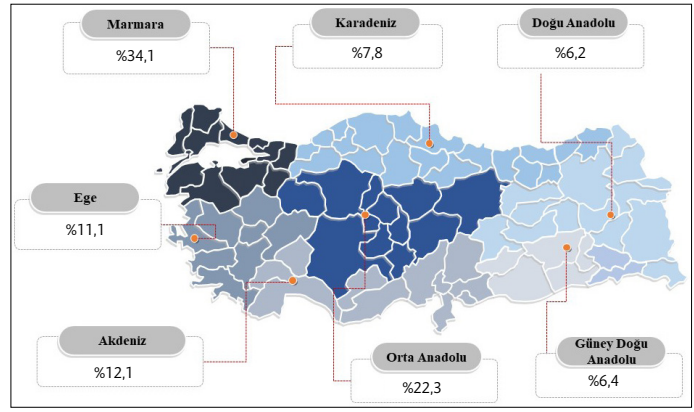 Marmara
%34,1
Karadeniz
%7,8
Doğu Anadolu
%6,2
Ege
%11,1
Akdeniz
%12,1
Orta Anadolu
%22,3
Güney Doğu
Anadolu
%6,4